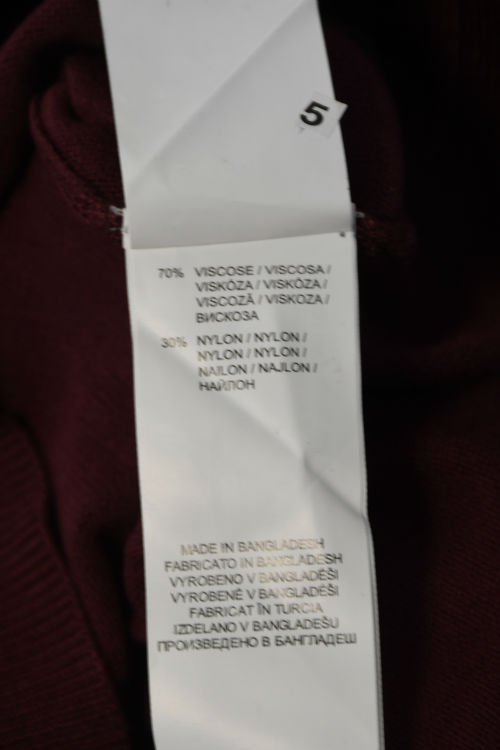 5
70% VISCOSE / VISCOSA /
VISKÓZA / VISKÓZA /
VISCOZĂ / VISKOZA /
ВИСКОЗА
30% NYLON / NYLON /
NYLON / NYLON /
NAILON / NAJLON /
НАЙЛОН
MADE IN BANGLADESH
FABRICATO IN BANGLADESH
VYROBENO V BANGLADÉŠI
VYROBENÉ V BANGLADÉŠI
FABRICAT ÎN TURCIA
IZDELANO V BANGLADEŠU
ПРОИЗВЕДЕНО В БАНГЛАДЕШ